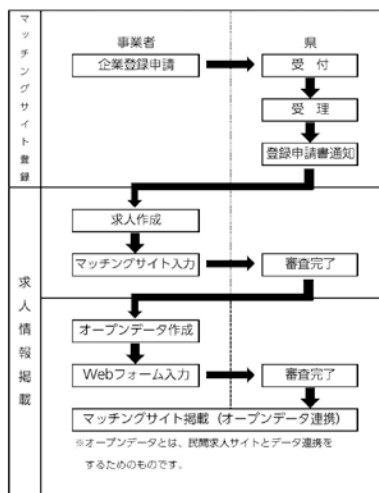 マッチングサイト登録
事業者
県
企業登録申請
受 付
受 理
登録申請書通知
求人情報掲載
求人作成
マッチングサイト入力
審査完了
オープンデータ作成
Webフォーム入力
審査完了
マッチングサイト掲載（オープンデータ連携）
※オープンデータとは、民間求人サイトとデータ連携を
するためのものです。